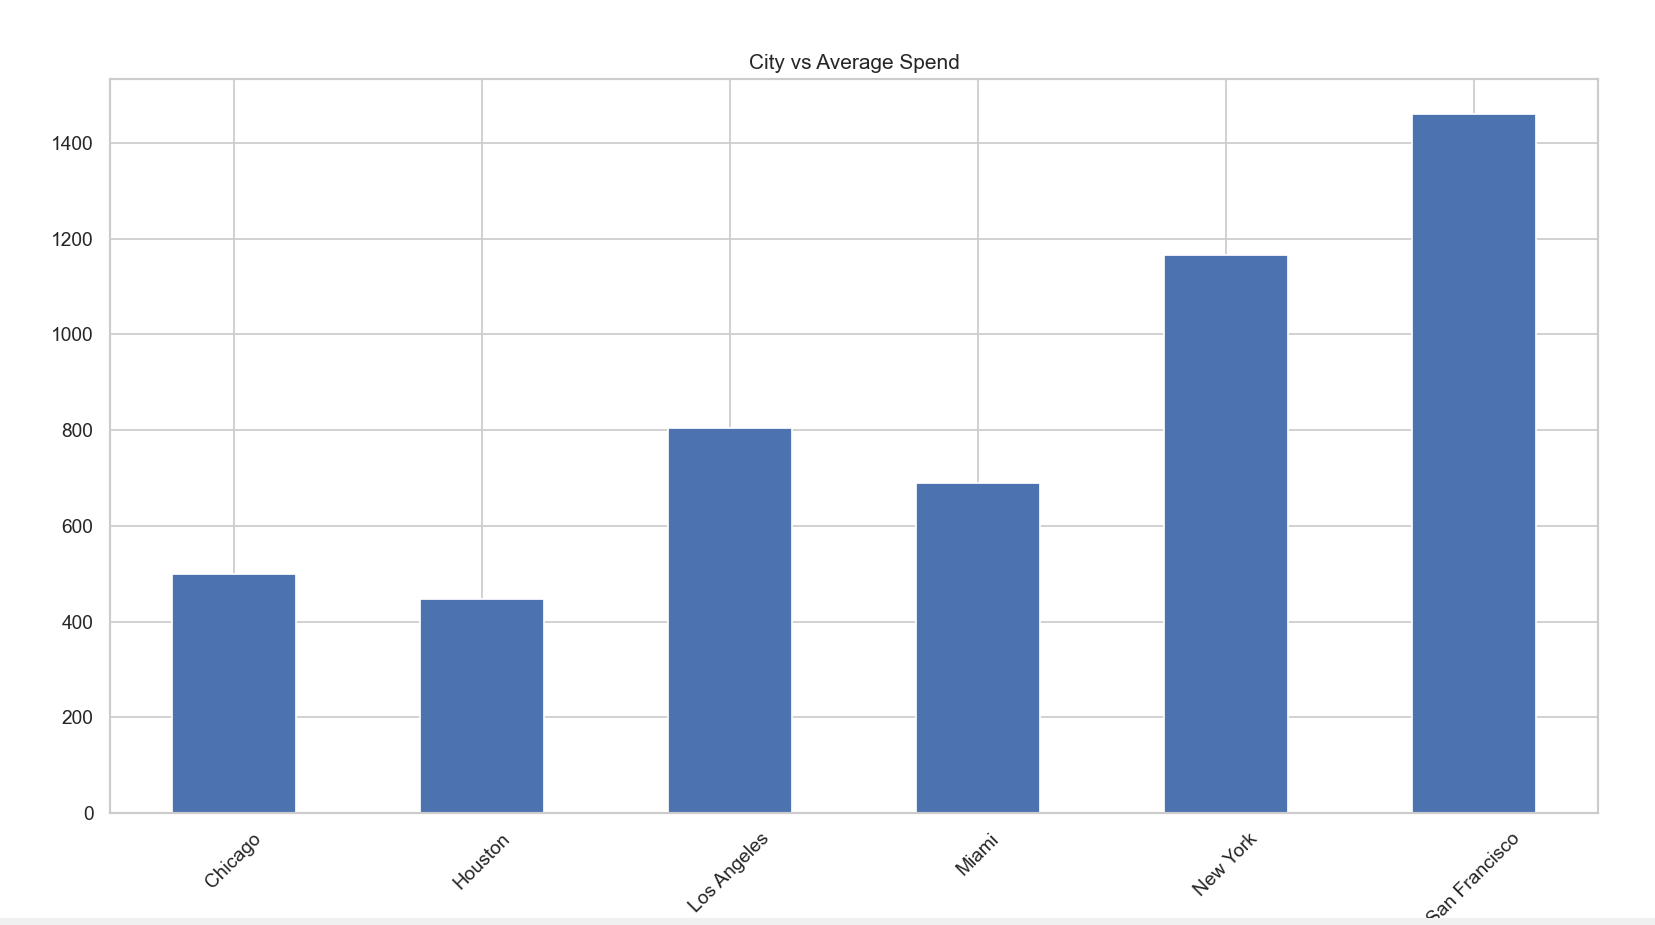 City vs Average Spend
1400
1200
1000
800
600
400
200
0
Chicago
Houston
Los Angeles
Miami
New York
San Francisco